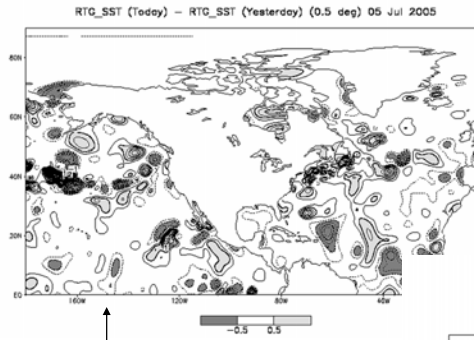 RTG_SST (Today) - RTG_SST (Yesterday) (0.5 deg) 05 Jul 2005
80N
60N
40N
20N
EQ
160W 120W 80W 40W
-0.5 0.5